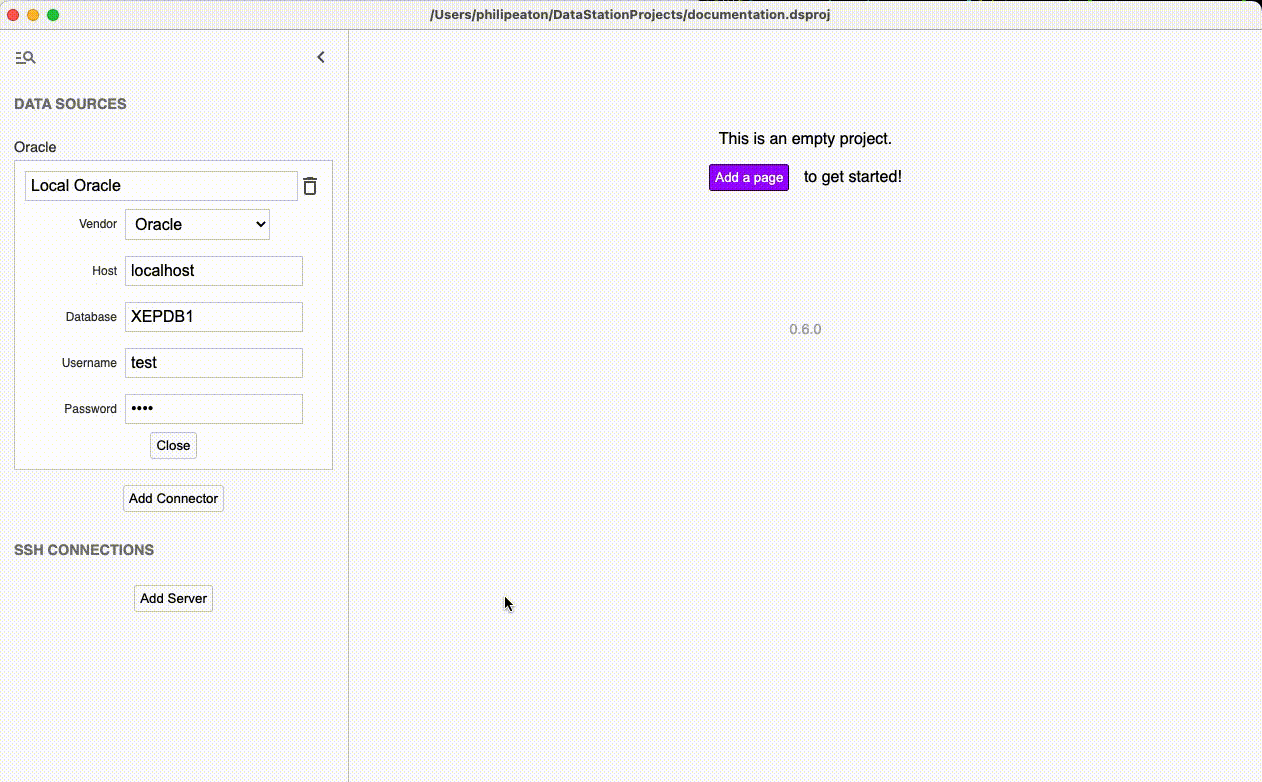 /Users/philipeaton/DataStationProjects/documentation.dsproj
DATA SOURCES
Oracle
Local Oracle
Vendor Oracle
Host localhost
Database XEPDB1
Username test
Password ••••
Close
Add Connector
SSH CONNECTIONS
Add Server
This is an empty project.
Add a page to get started!
0.6.0